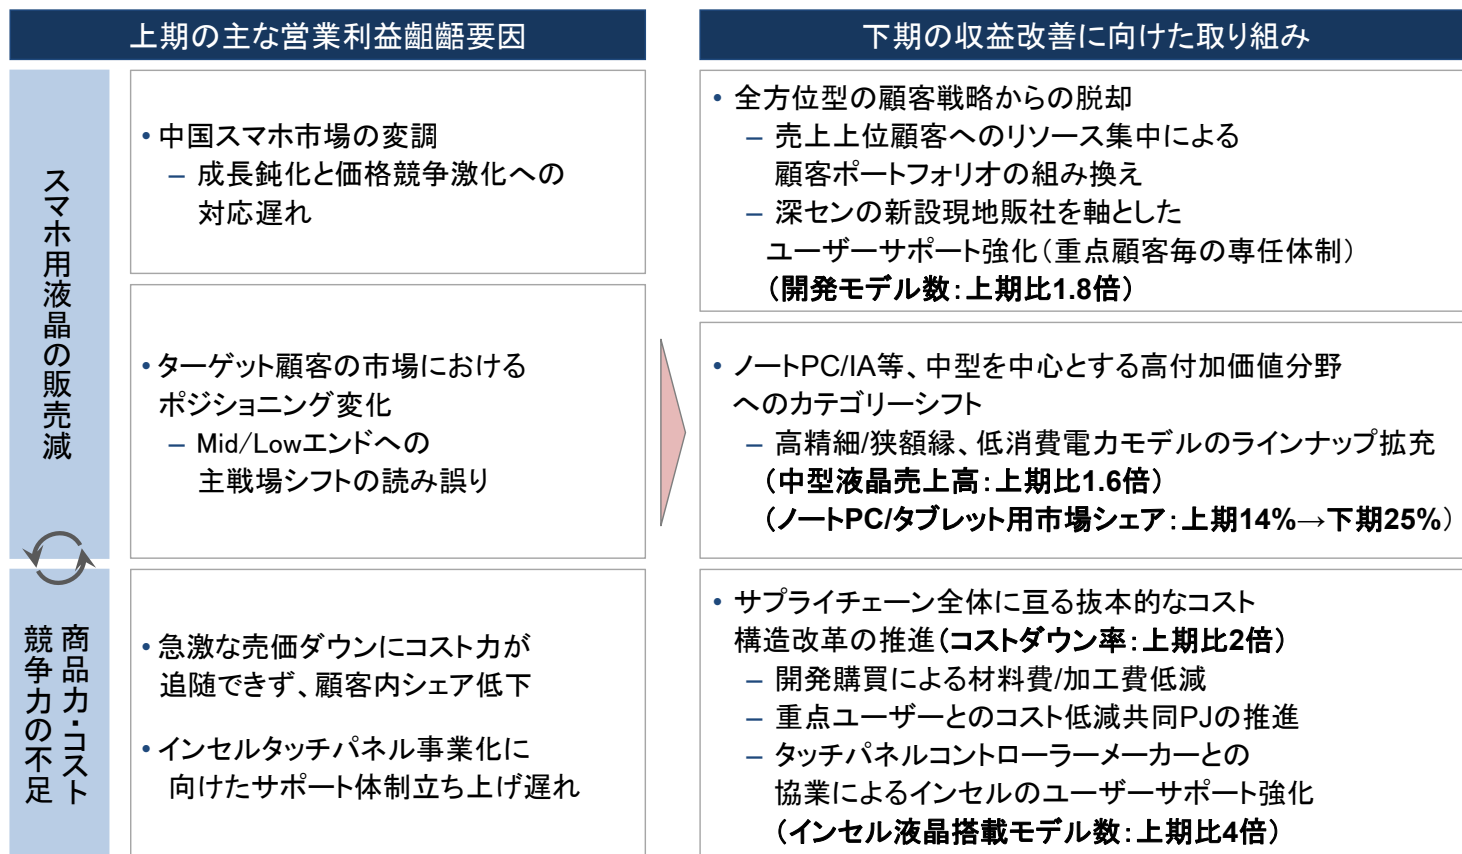 上期の主な営業利益齟齬要因
下期の収益改善に向けた取り組み
スマホ用液晶の販売減
• 中国スマホ市場の変調
– 成長鈍化と価格競争激化への
対応遅れ
• ターゲット顧客の市場における
ポジショニング変化
– Mid/Lowエンドへの
主戦場シフトの読み誤り
• 全方位型の顧客戦略からの脱却
– 売上上位顧客へのリソース集中による
顧客ポートフォリオの組み換え
– 深センの新設現地販社を軸とした
ユーザーサポート強化（重点顧客毎の専任体制）
（開発モデル数：上期比1.8倍）
• ノートPC/IA等、中型を中心とする高付加価値分野
へのカテゴリーシフト
– 高精細/狭額縁、低消費電力モデルのラインナップ拡充
（中型液晶売上高：上期比1.6倍）
（ノートPC/タブレット用市場シェア：上期14%→下期25%）
商品力・コスト
競争力の不足
• 急激な売価ダウンにコスト力が
追随できず、顧客内シェア低下
• インセルタッチパネル事業化に
向けたサポート体制立ち上げ遅れ
• サプライチェーン全体に亘る抜本的なコスト
構造改革の推進（コストダウン率：上期比2倍）
– 開発購買による材料費/加工費低減
– 重点ユーザーとのコスト低減共同PJの推進
– タッチパネルコントローラーメーカーとの
協業によるインセルのユーザーサポート強化
（インセル液晶搭載モデル数：上期比4倍）